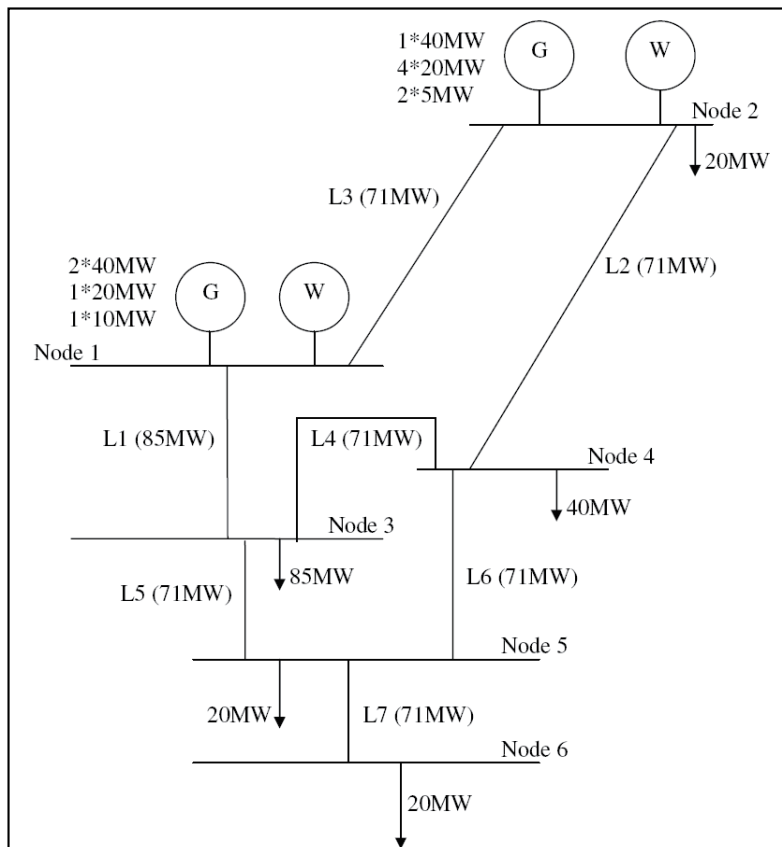 1*40MW
4*20MW
2*5MW
G
W
Node 2
20MW
L3 (71MW)
L2 (71MW)
2*40MW
1*20MW
1*10MW
G
W
Node 1
L1 (85MW)
L4 (71MW)
Node 4
40MW
Node 3
85MW
L5 (71MW)
L6 (71MW)
Node 5
20MW
L7 (71MW)
Node 6
20MW